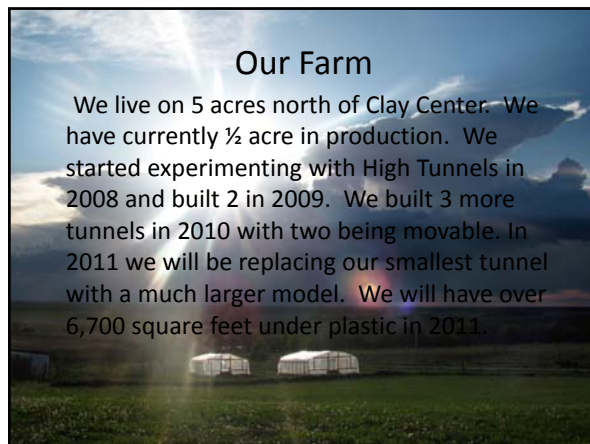 Our Farm
We live on 5 acres north of Clay Center.  We
have currently ½ acre in production.  We
started experimenting with High Tunnels in
2008 and built 2 in 2009.  We built 3 more
tunnels in 2010 with two being movable. In
2011 we will be replacing our smallest tunnel
with a much larger model.  We will have over
6,700 square feet under plastic in 2011.